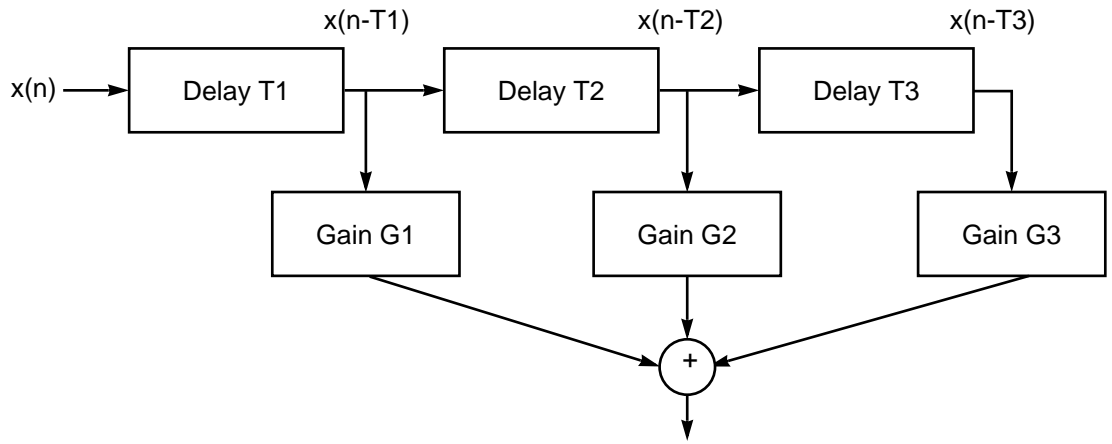 x(n-T1)
x(n-T2)
x(n-T3)
x(n)
Delay T1
Delay T2
Delay T3
Gain G1
Gain G2
Gain G3
+